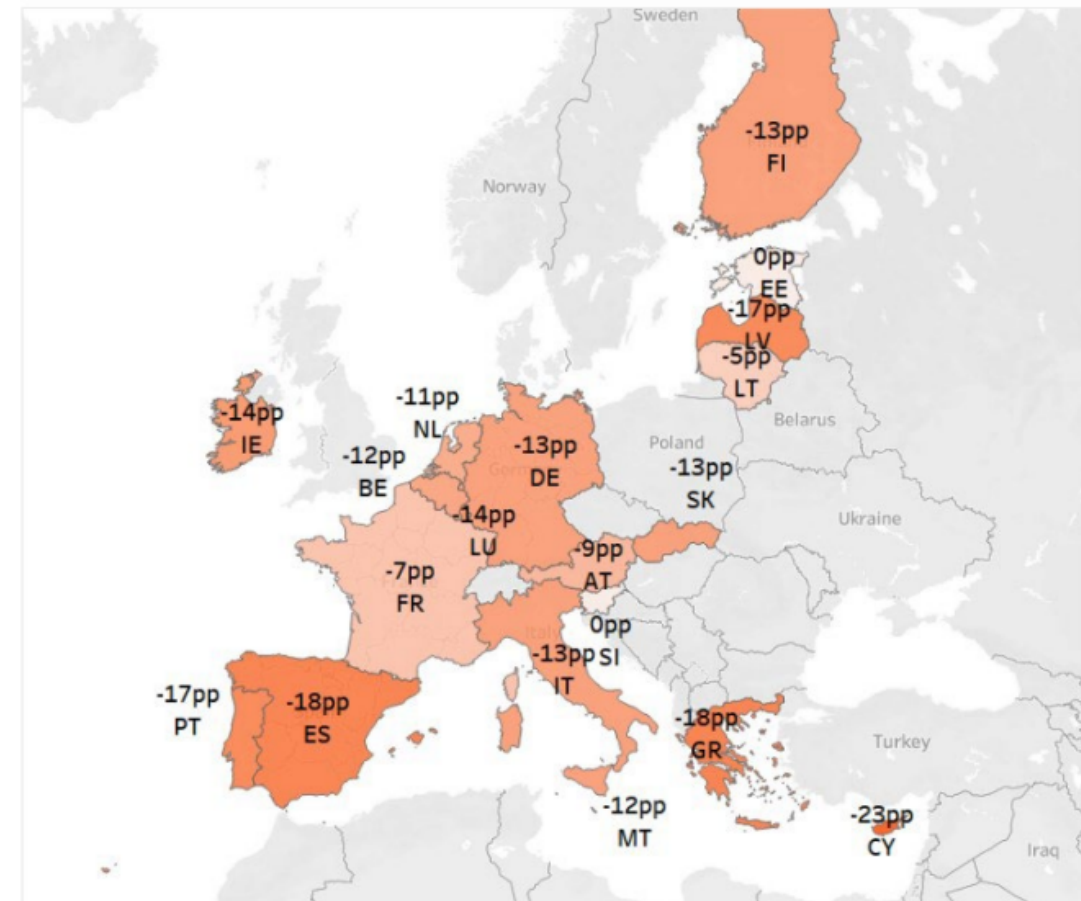 Sweden
-13pp
FI
Norway
0pp
EE
-17pp
LV
-5pp
LT
Belarus
-14pp
IE
-11pp
NL
-12pp
BE
-13pp
DE
Poland
-13pp
SK
Ukraine
-14pp
LU
-9pp
AT
-7pp
FR
0pp
SI
Italy
-13pp
IT
-17pp
PT
-18pp
ES
-18pp
GR
Turkey
-12pp
MT
-23pp
CY
Iraq